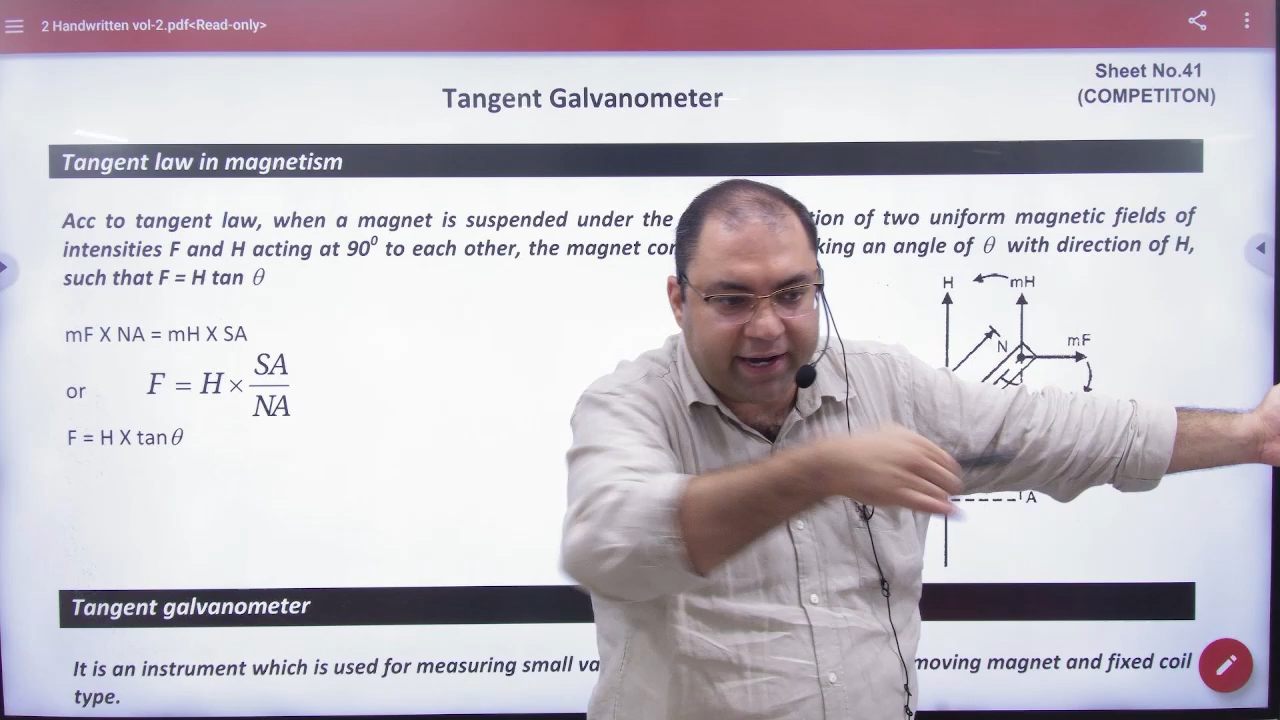 2 Handwritten vol-2.pdf<Read-only>
Sheet No.41
(COMPETITON)
Tangent Galvanometer
Tangent law in magnetism
Acc to tangent law, when a magnet is suspended under the tion of two uniform magnetic fields of
intensities F and H acting at 90⁰ to each other, the magnet con king an angle of θ with direction of H,
such that F = H tan θ
H mH
mF X NA = mH X SA
N mF
or F = H × SA/NA
F = H X tan θ
A
Tangent galvanometer
It is an instrument which is used for measuring small va moving magnet and fixed coil
type.